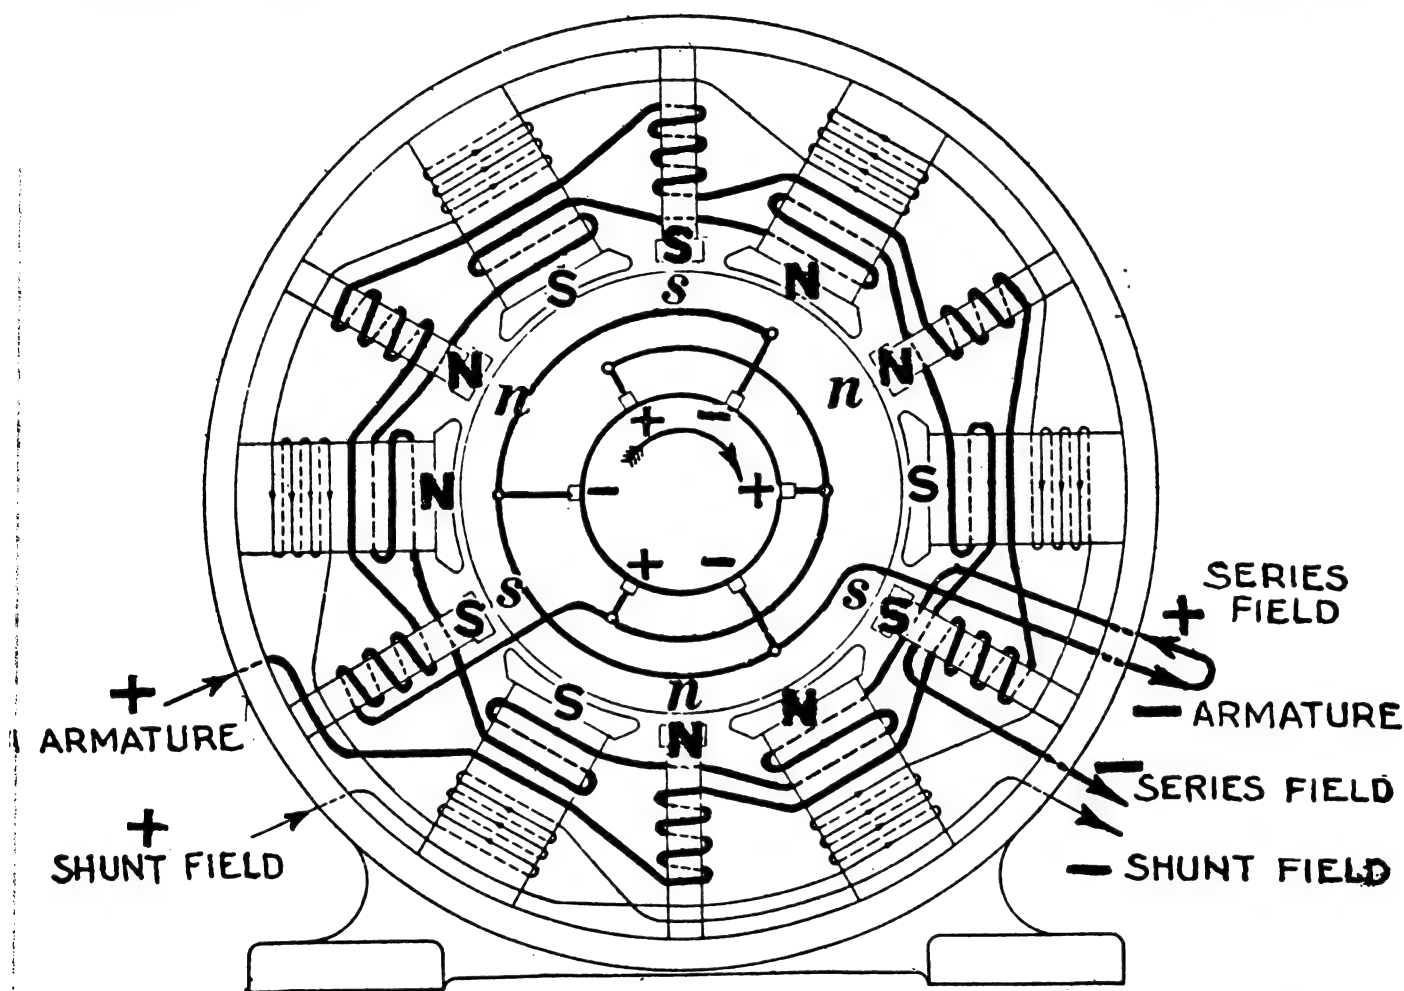 S
s
S
N
N
N
n
n
+ −
N
− +
S
+ −
S
s
s
S
SERIES
+ FIELD
S
n
N
N
+
ARMATURE
− ARMATURE
−
SERIES FIELD
+
SHUNT FIELD
− SHUNT FIELD